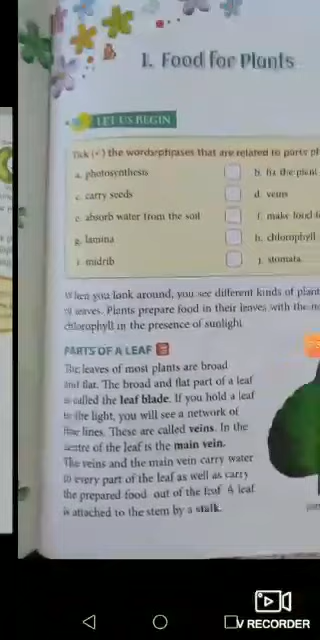 1. Food for Plants
LET US BEGIN
Tick (✓) the words/phrases that are related to parts
a. photosynthesis
b. fix the plant
c. carry seeds
d. veins
e. absorb water from the soil
f. make food
g. lamina
h. chlorophyll
i. midrib
j. stomata
When you look around, you see different kinds of plant
of leaves. Plants prepare food in their leaves with the
chlorophyll in the presence of sunlight
PARTS OF A LEAF
The leaves of most plants are broad
and flat. The broad and flat part of a leaf
is called the leaf blade. If you hold a leaf
to the light, you will see a network of
fine lines. These are called veins. In the
centre of the leaf is the main vein.
The veins and the main vein carry water
to every part of the leaf as well as carry
the prepared food out of the leaf. A leaf
is attached to the stem by a stalk.
V RECORDER